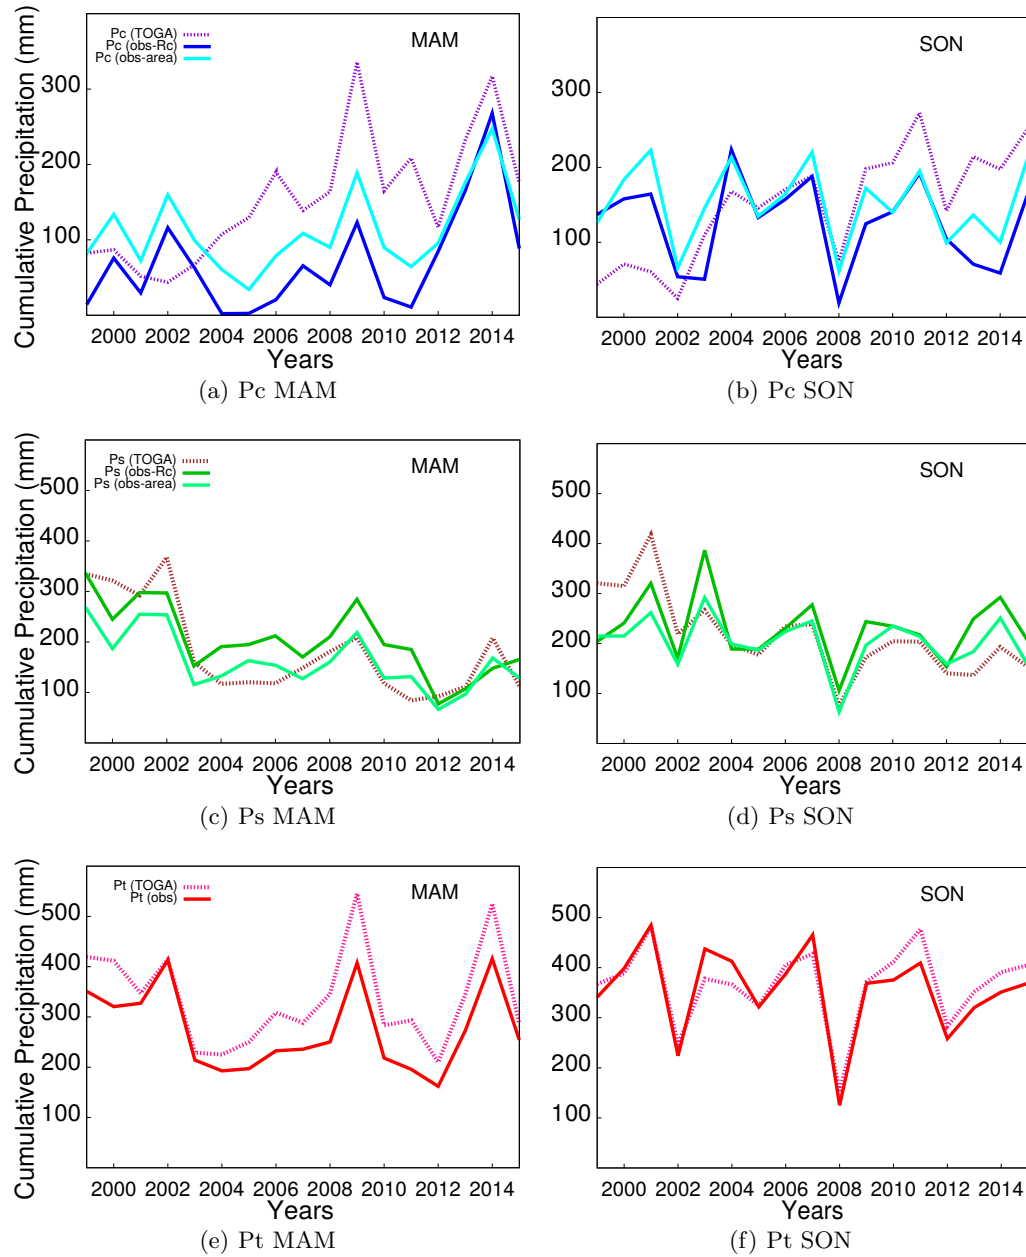 Cumulative Precipitation (mm)
Pc (TOGA)
Pc (obs-Rc)
Pc (obs-area)
MAM
300
200
100
2000 2002 2004 2006 2008 2010 2012 2014
Years
(a) Pc MAM
SON
300
200
100
2000 2002 2004 2006 2008 2010 2012 2014
Years
(b) Pc SON
Cumulative Precipitation (mm)
Ps (TOGA)
Ps (obs-Rc)
Ps (obs-area)
MAM
500
400
300
200
100
2000 2002 2004 2006 2008 2010 2012 2014
Years
(c) Ps MAM
SON
500
400
300
200
100
2000 2002 2004 2006 2008 2010 2012 2014
Years
(d) Ps SON
Cumulative Precipitation (mm)
Pt (TOGA)
Pt (obs)
MAM
500
400
300
200
100
2000 2002 2004 2006 2008 2010 2012 2014
Years
(e) Pt MAM
SON
500
400
300
200
100
2000 2002 2004 2006 2008 2010 2012 2014
Years
(f) Pt SON